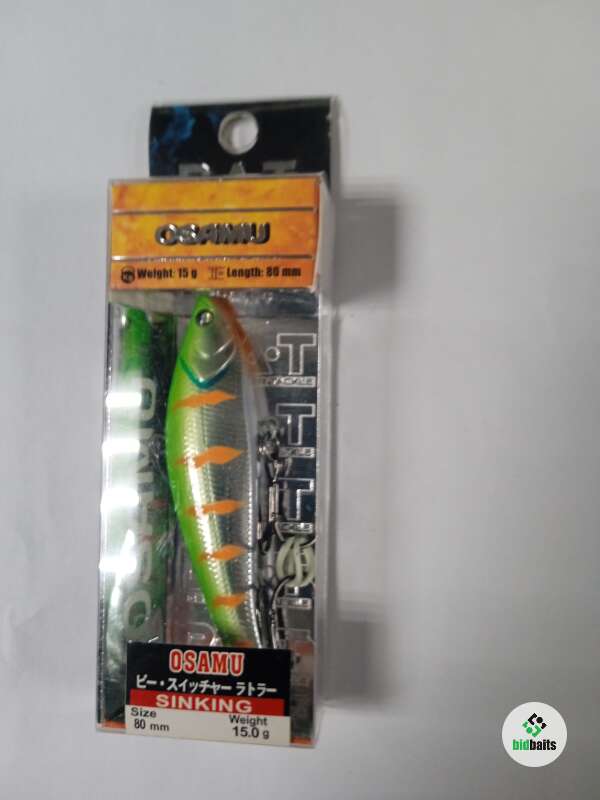 OSAMU
Weight: 15 g Length: 80 mm
OSAMU
OSAMU
ビー・スイッチャー ラトラー
SINKING
Size Weight
80 mm 15.0 g
bidbaits